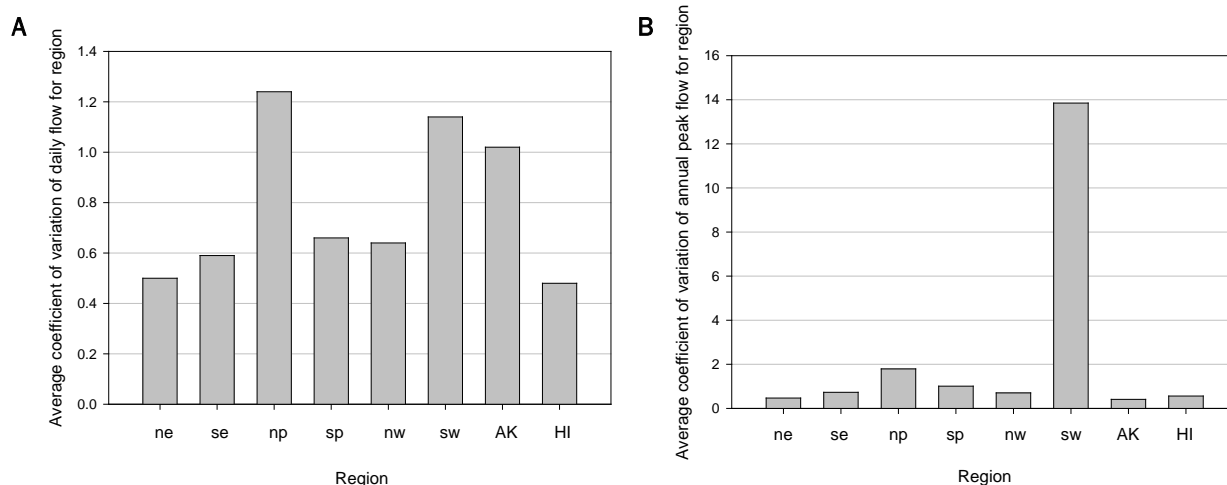 A
Average coefficient of variation of daily flow for region
1.4
1.2
1.0
0.8
0.6
0.4
0.2
0.0
ne se np sp nw sw AK HI
Region
B
Average coefficient of variation of annual peak flow for region
16
14
12
10
8
6
4
2
0
ne se np sp nw sw AK HI
Region